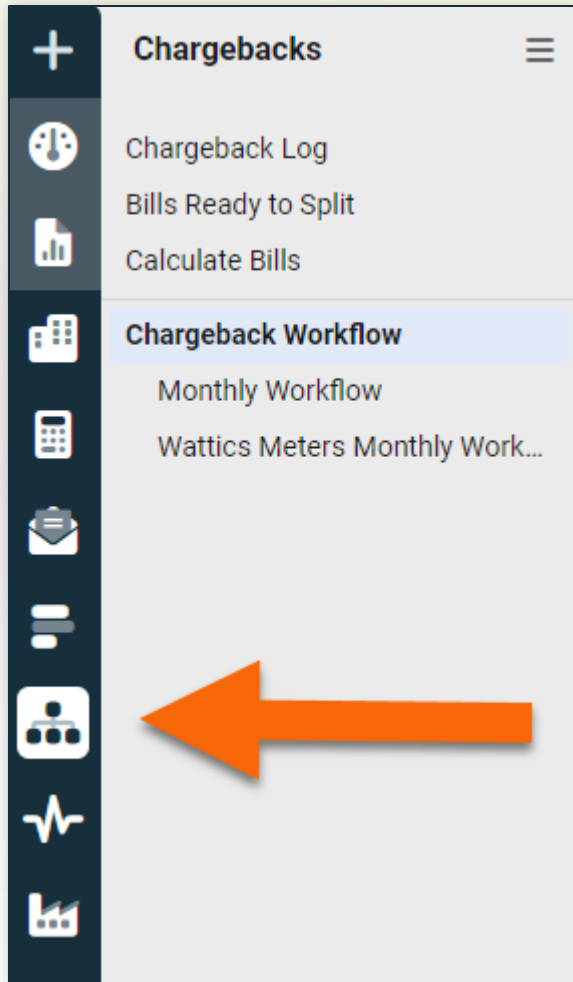 Chargebacks
Chargeback Log
Bills Ready to Split
Calculate Bills
Chargeback Workflow
Monthly Workflow
Wattics Meters Monthly Work...